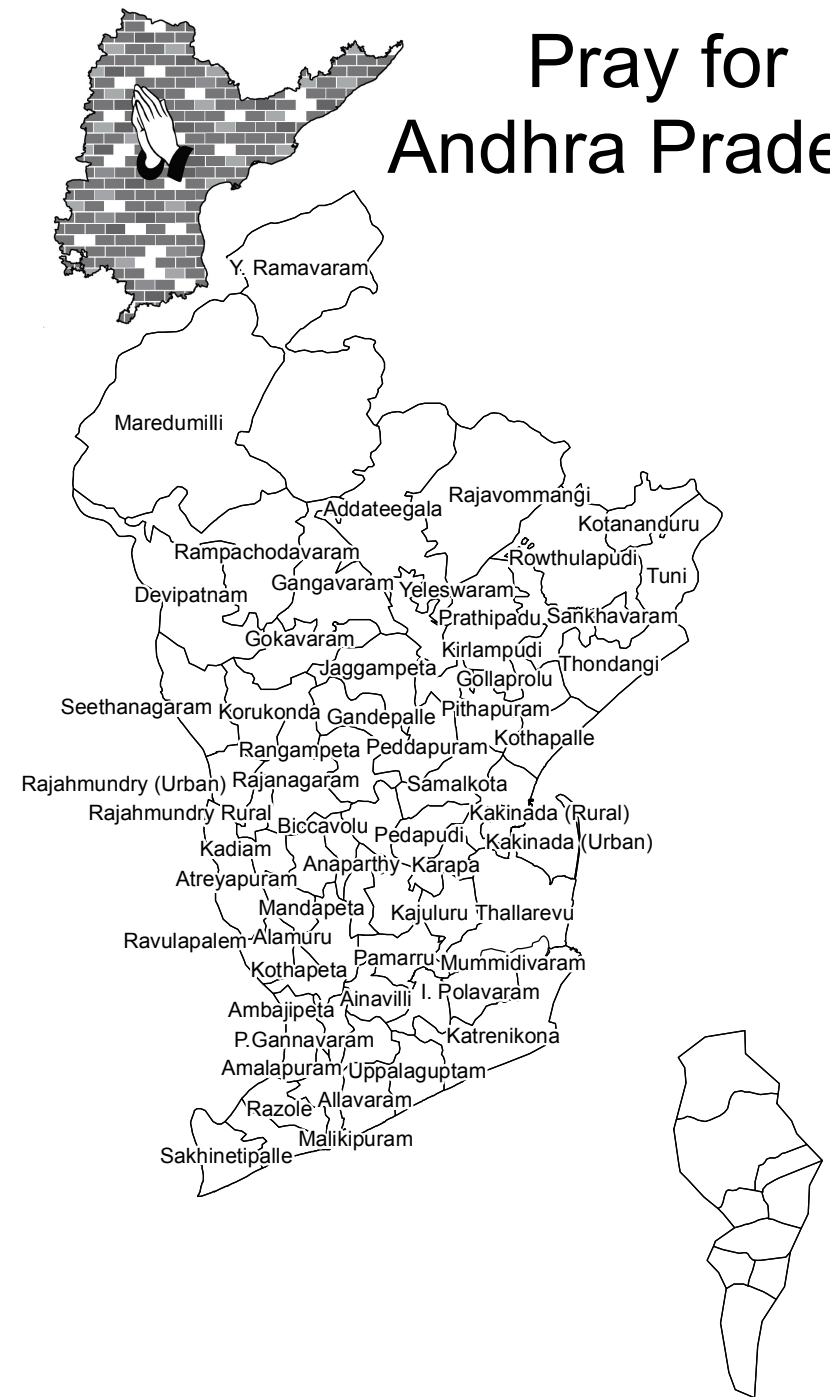 Pray for
Andhra Prade
Y. Ramavaram
Maredumilli
Rajavommangi
Addateegala
Kotananduru
Rampachodavaram
Rowthulapudi
Tuni
Gangavaram
Yeleswaram
Devipatnam
Prathipadu
Sankhavaram
Gokavaram
Kirlampudi
Thondangi
Jaggampeta
Gollaprolu
Seethanagaram
Korukonda
Gandepalle
Pithapuram
Kothapalle
Rangampeta
Peddapuram
Rajahmundry (Urban)
Rajanagaram
Samalkota
Rajahmundry Rural
Kakinada (Rural)
Biccavolu
Pedapudi
Kakinada (Urban)
Kadiam
Anaparthy
Karapa
Atreyapuram
Mandapeta
Kajuluru
Thallarevu
Ravulapalem
Alamuru
Pamarru
Mummidivaram
Kothapeta
Ainavilli
I. Polavaram
Ambajipeta
P.Gannavaram
Katrenikona
Amalapuram
Uppalaguptam
Razole
Allavaram
Malikipuram
Sakhinetipalle